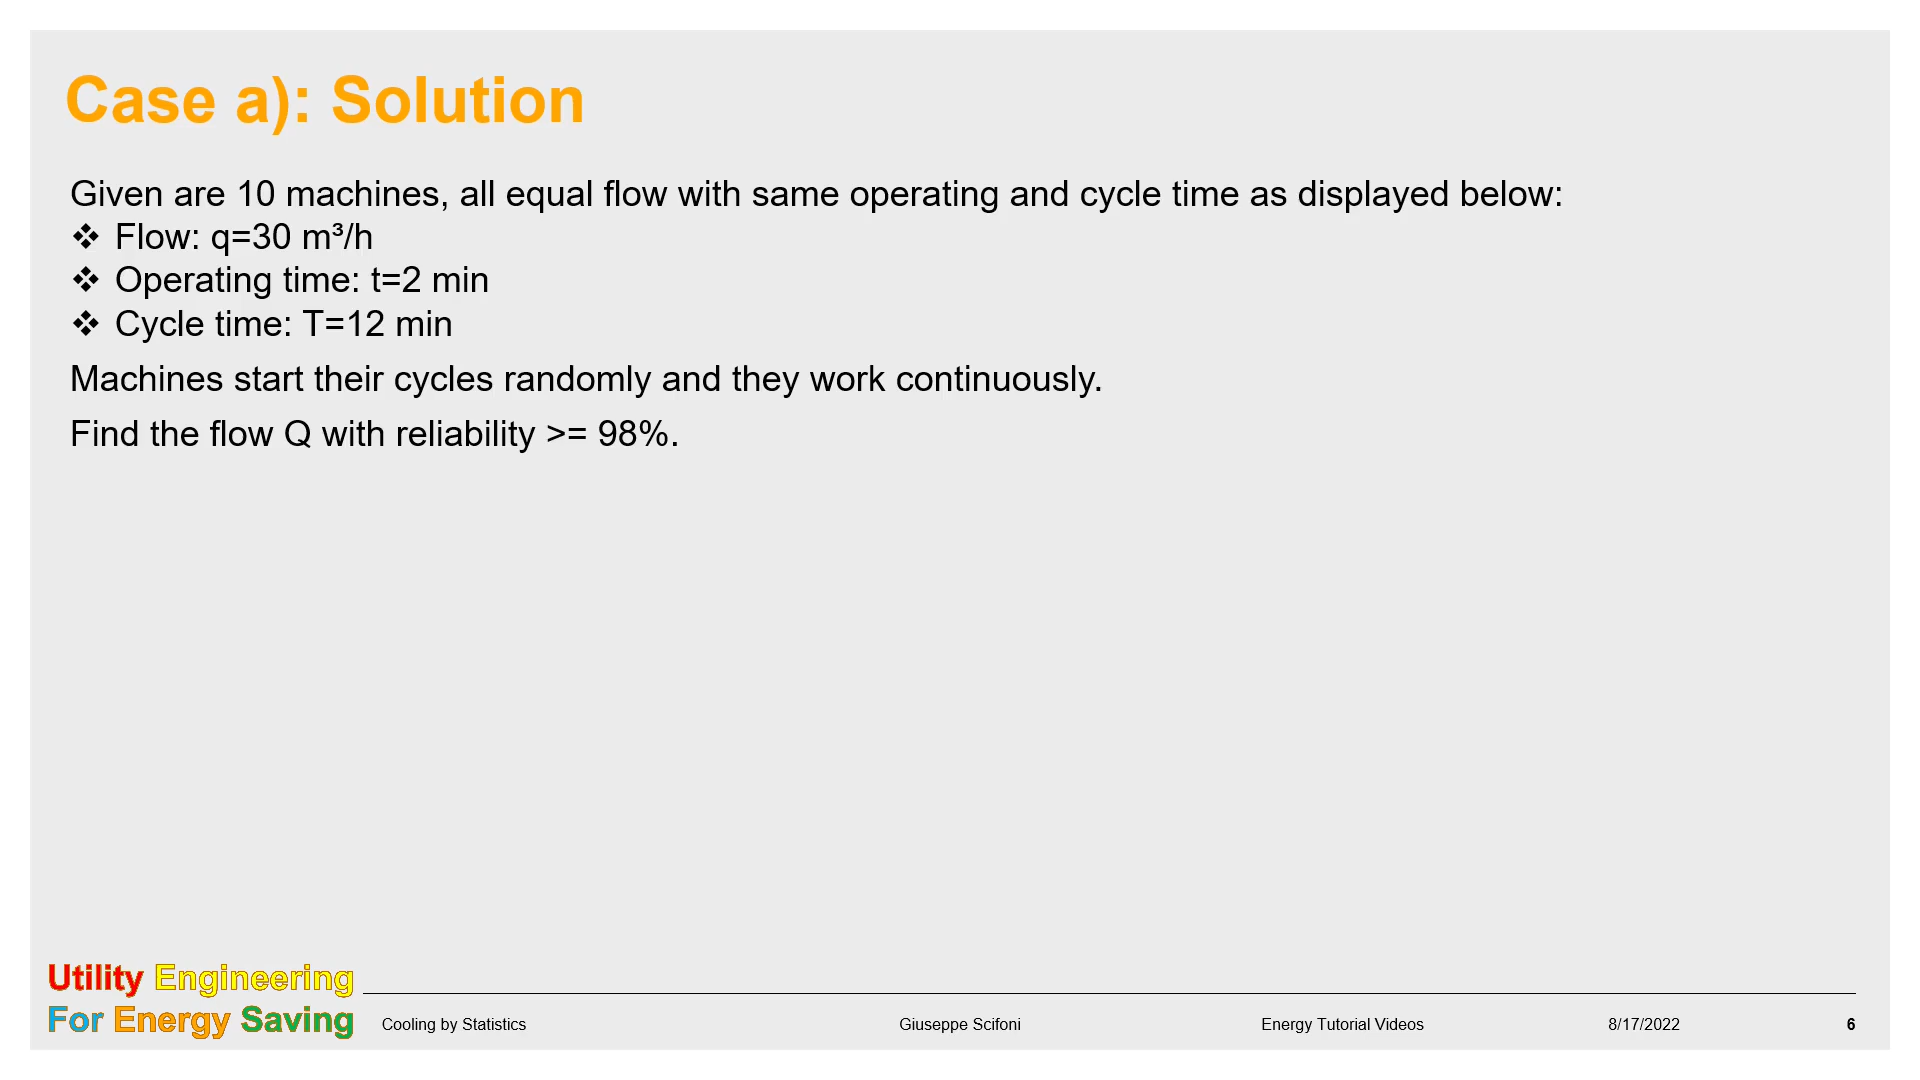 Case a): Solution
Given are 10 machines, all equal flow with same operating and cycle time as displayed below:
❖ Flow: q=30 m³/h
❖ Operating time: t=2 min
❖ Cycle time: T=12 min
Machines start their cycles randomly and they work continuously.
Find the flow Q with reliability >= 98%.
Utility Engineering
For Energy Saving
Cooling by Statistics
Giuseppe Scifoni
Energy Tutorial Videos
8/17/2022
6